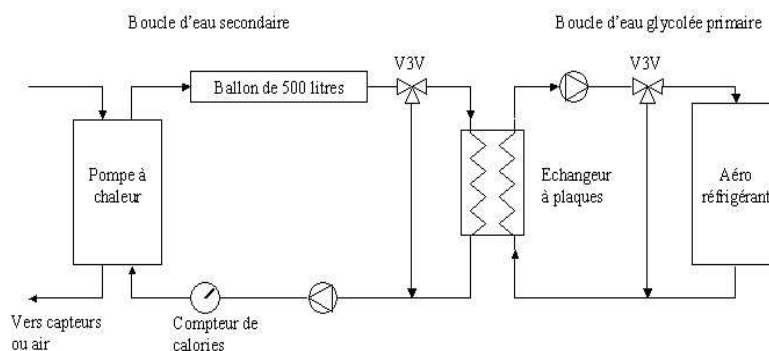 Boucle d'eau secondaire
Boucle d'eau glycolée primaire
V3V
V3V
Ballon de 500 litres
Pompe à
chaleur
Echangeur
à plaques
Aéro
réfrigérant
Vers capteurs
ou air
Compteur de
calories